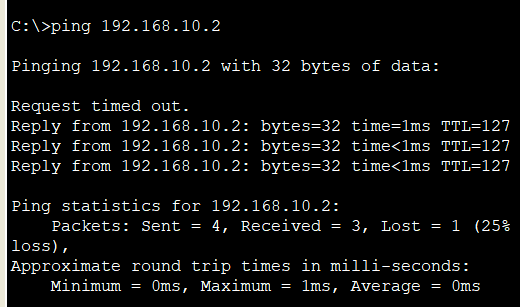 C:\>ping 192.168.10.2
Pinging 192.168.10.2 with 32 bytes of data:
Request timed out.
Reply from 192.168.10.2: bytes=32 time=1ms TTL=127
Reply from 192.168.10.2: bytes=32 time<1ms TTL=127
Reply from 192.168.10.2: bytes=32 time<1ms TTL=127
Ping statistics for 192.168.10.2:
    Packets: Sent = 4, Received = 3, Lost = 1 (25%
loss),
Approximate round trip times in milli-seconds:
    Minimum = 0ms, Maximum = 1ms, Average = 0ms